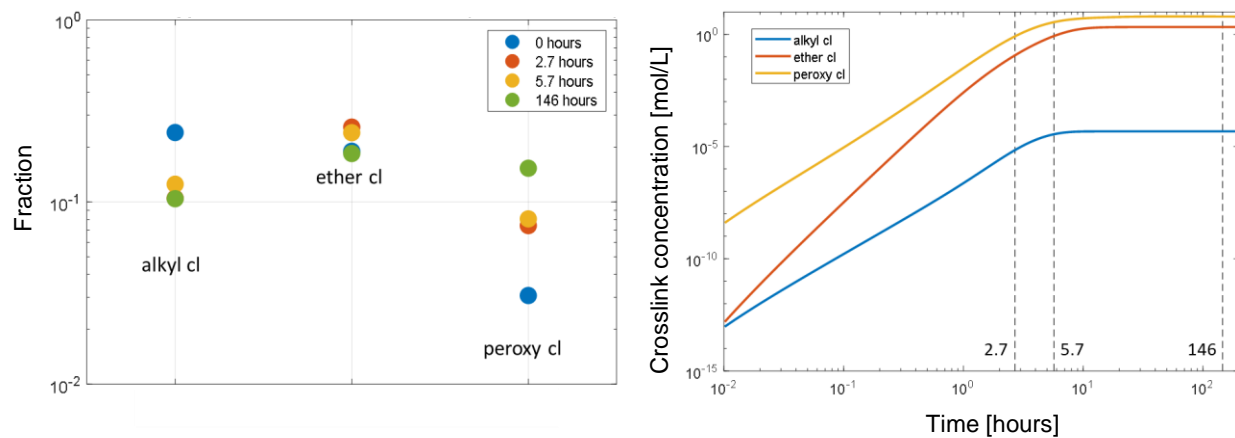 10^0
Fraction
10^-1
10^-2
0 hours
2.7 hours
5.7 hours
146 hours
alkyl cl
ether cl
peroxy cl
Crosslink concentration [mol/L]
10^0
10^-5
10^-10
10^-15
alkyl cl
ether cl
peroxy cl
2.7
5.7
146
10^-2
10^-1
10^0
10^1
10^2
Time [hours]